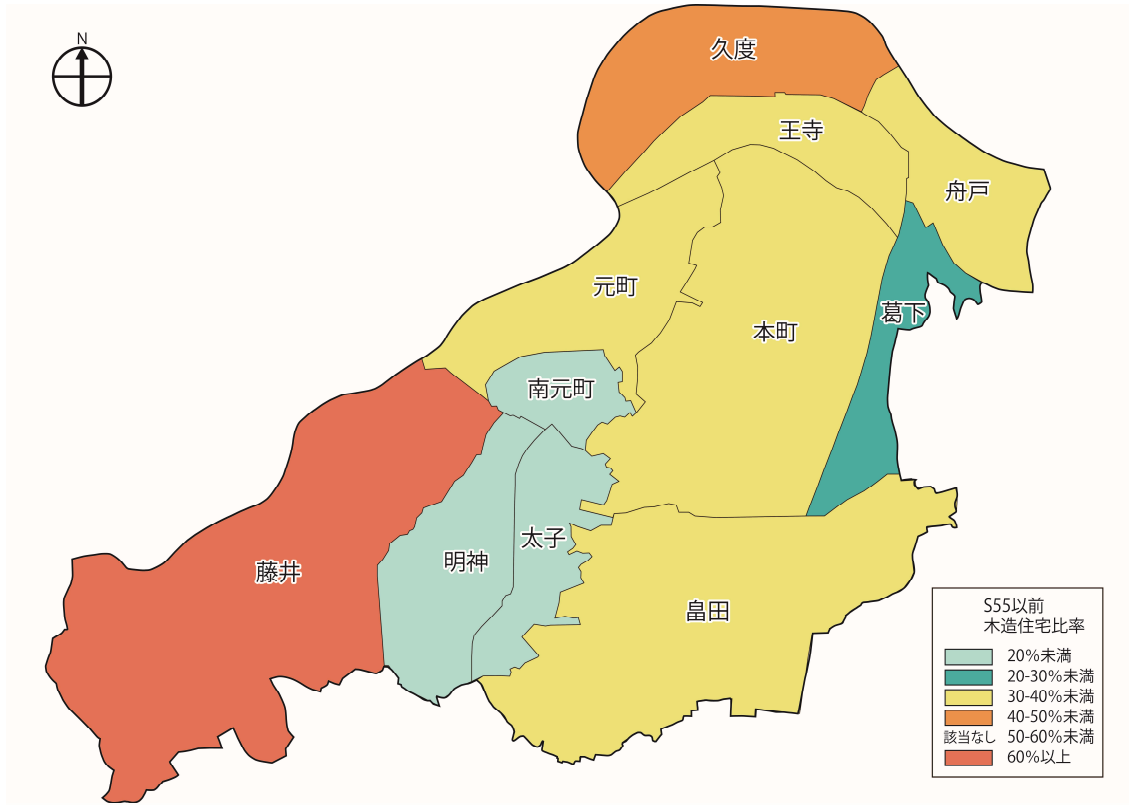 N
久度
王寺
舟戸
元町
葛下
本町
南元町
太子
明神
藤井
畠田
S55以前
木造住宅比率
20%未満
20-30%未満
30-40%未満
40-50%未満
該当なし 50-60%未満
60%以上